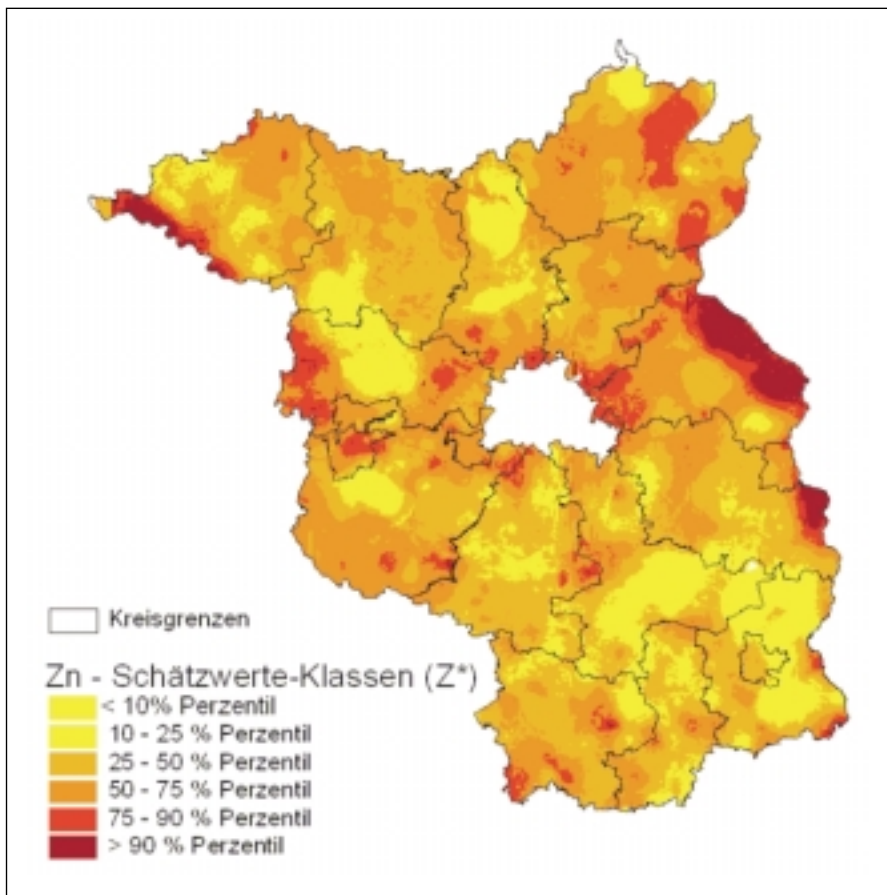 Kreisgrenzen
Zn - Schätzwerte-Klassen (Z*)
< 10% Perzentil
10 - 25 % Perzentil
25 - 50 % Perzentil
50 - 75 % Perzentil
75 - 90 % Perzentil
> 90 % Perzentil